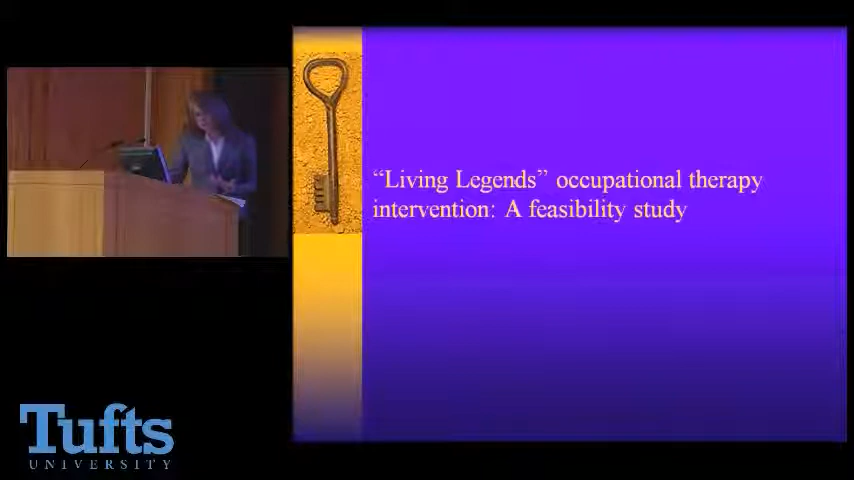 “Living Legends” occupational therapy
intervention: A feasibility study
Tufts
UNIVERSITY